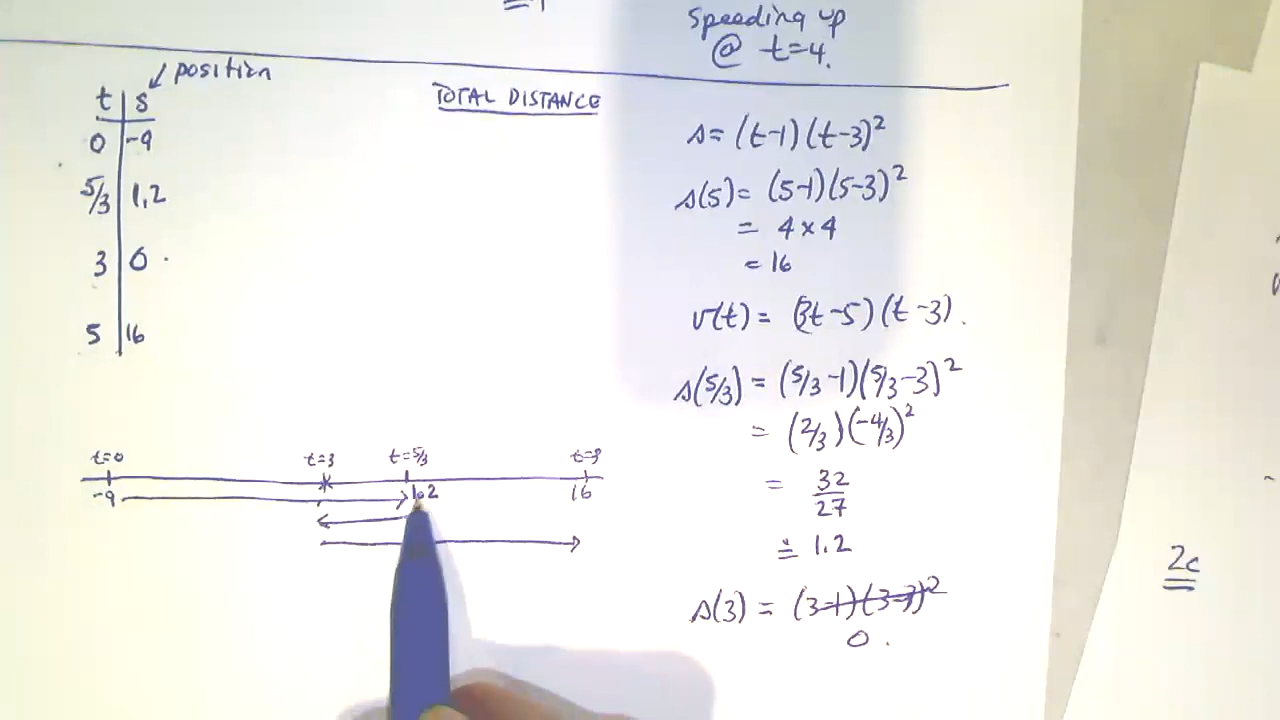 speeding up
@ t=4.
position
t s
0 -9
5/3 1.2
3 0
5 16
TOTAL DISTANCE
s= (t-1)(t-3)²
s(5)= (5-1)(5-3)²
= 4×4
= 16
v(t) = (3t-5)(t-3).
s(5/3) = (5/3-1)(5/3-3)²
= (2/3)(-4/3)²
= 32/27
≐ 1.2
s(3) = (3-1)(3-3)²
0.
t=0 t=3 t=5/3
-9 1.2 16
2c